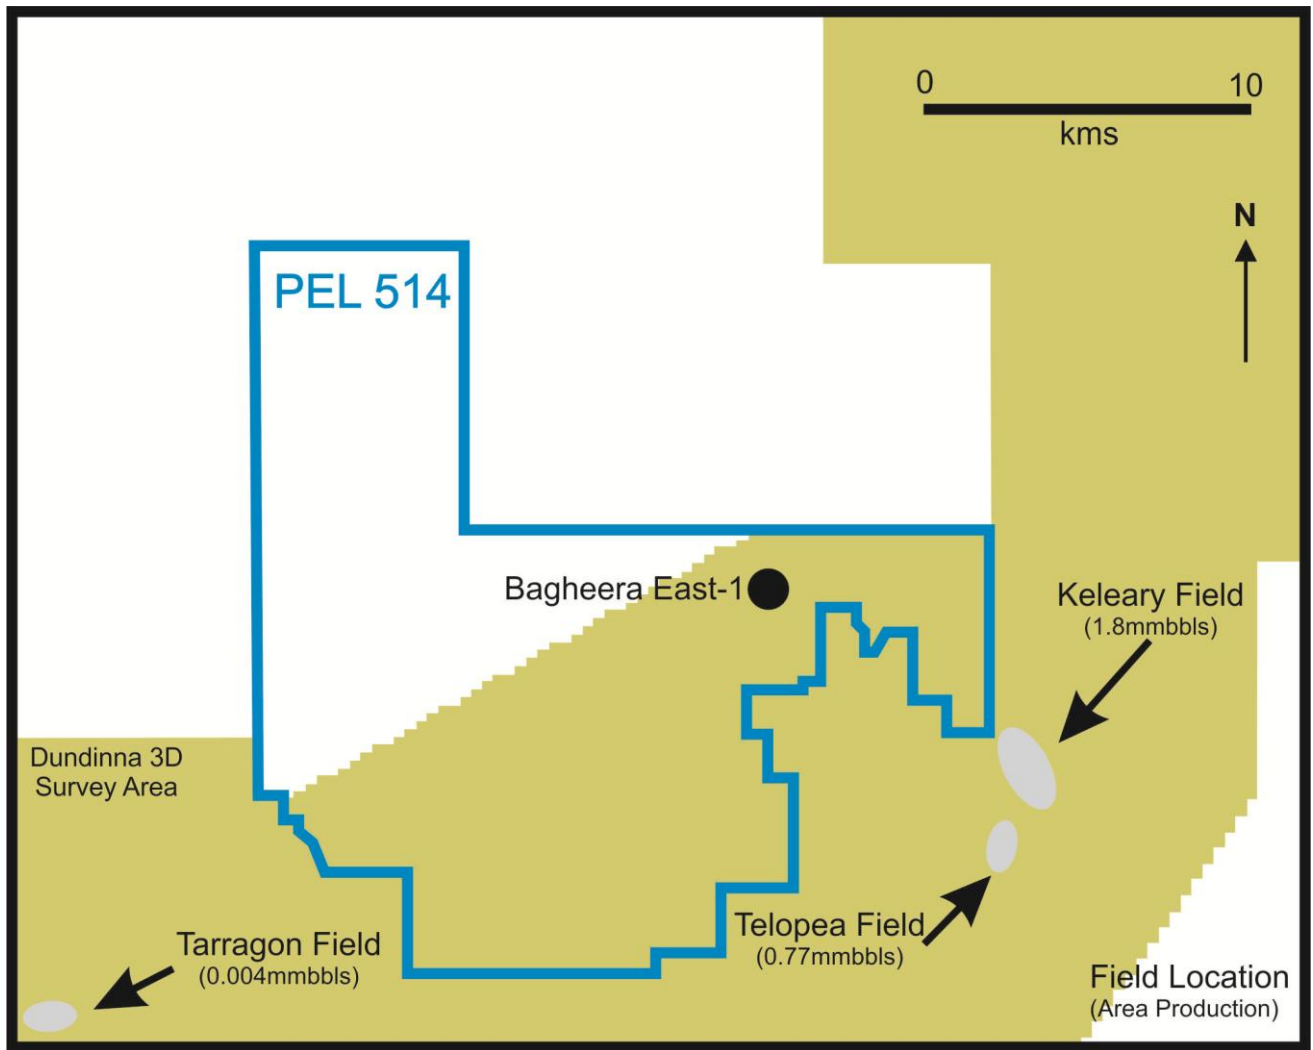 0 10
kms
N
PEL 514
Bagheera East-1
Keleary Field
(1.8mmbbls)
Dundinna 3D
Survey Area
Telopea Field
(0.77mmbbls)
Tarragon Field
(0.004mmbbls)
Field Location
(Area Production)